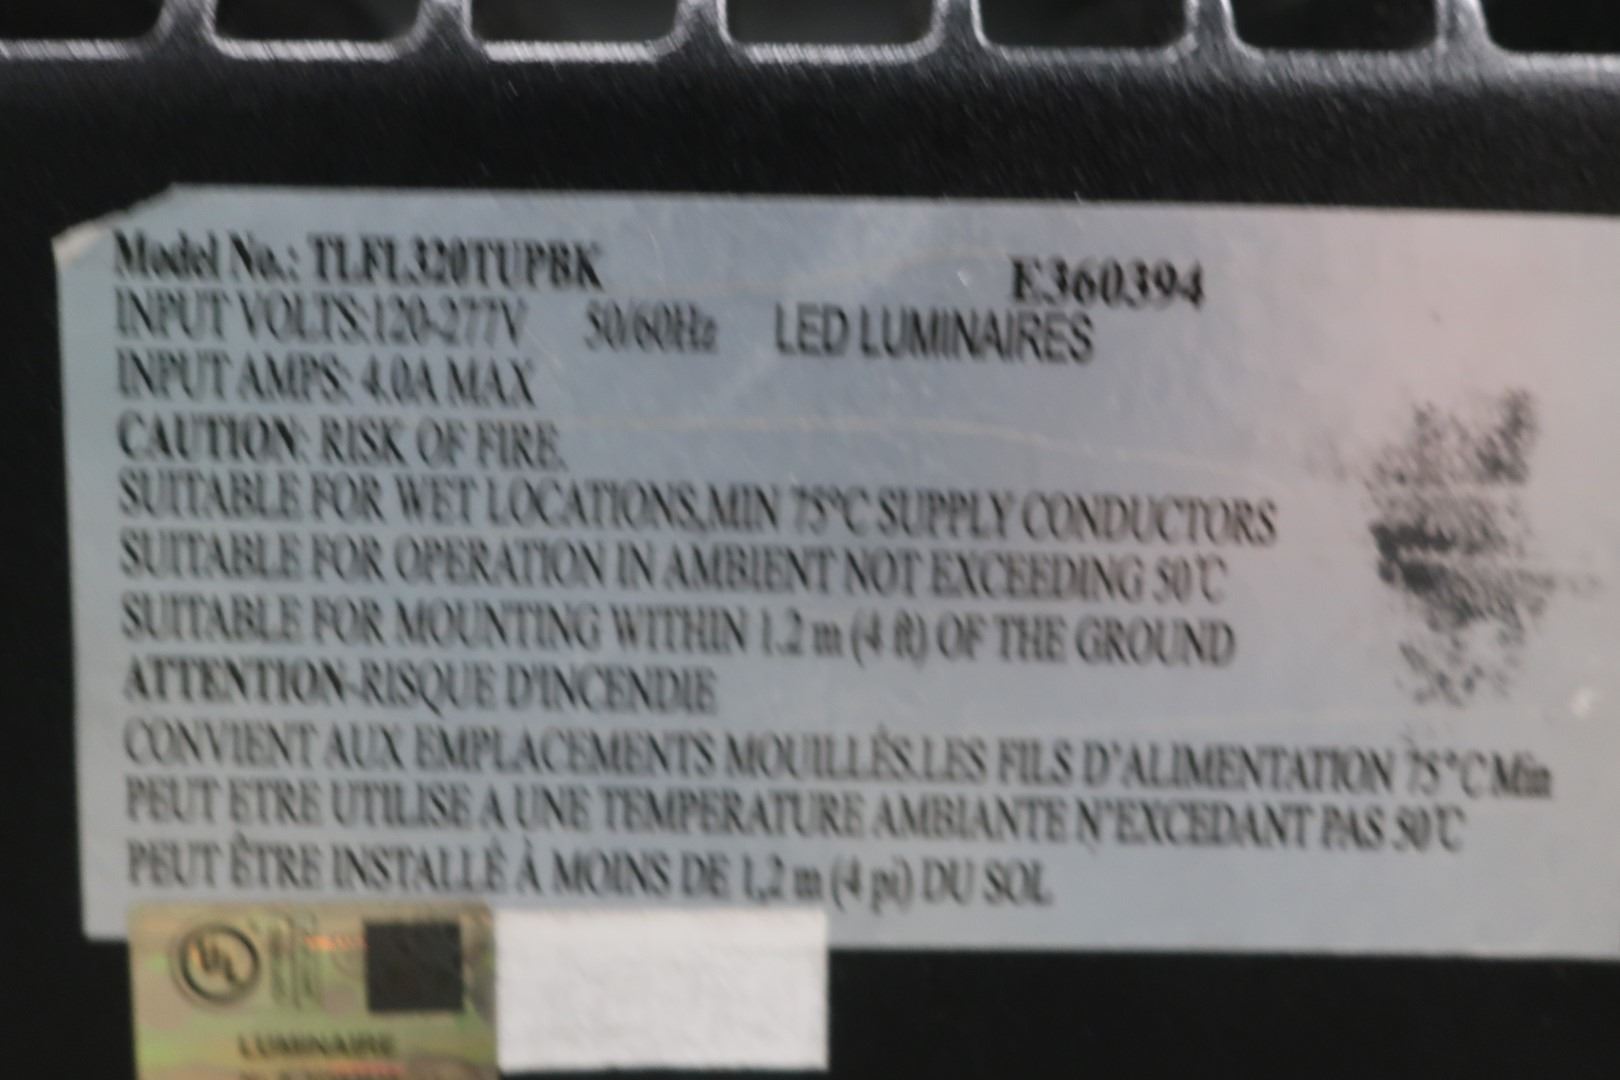 Model No.: TLFL320TUPBK E360394
INPUT VOLTS:120-277V 50/60Hz LED LUMINAIRES
INPUT AMPS: 4.0A MAX
CAUTION: RISK OF FIRE.
SUITABLE FOR WET LOCATIONS,MIN 75°C SUPPLY CONDUCTORS
SUITABLE FOR OPERATION IN AMBIENT NOT EXCEEDING 50℃
SUITABLE FOR MOUNTING WITHIN 1.2 m (4 ft) OF THE GROUND
ATTENTION-RISQUE D'INCENDIE
CONVIENT AUX EMPLACEMENTS MOUILLÉS.LES FILS D'ALIMENTATION 75°C Min
PEUT ETRE UTILISE A UNE TEMPERATURE AMBIANTE N'EXCEDANT PAS 50℃
PEUT ÊTRE INSTALLÉ À MOINS DE 1,2 m (4 pi) DU SOL
UL
LUMINAIRE